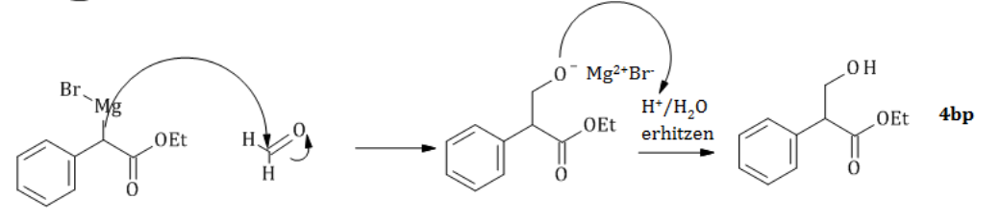 Br
Mg
OEt
O
H
O
H
O⁻ Mg²⁺Br⁻
OEt
O
H⁺/H₂O
erhitzen
OH
OEt
O
4bp